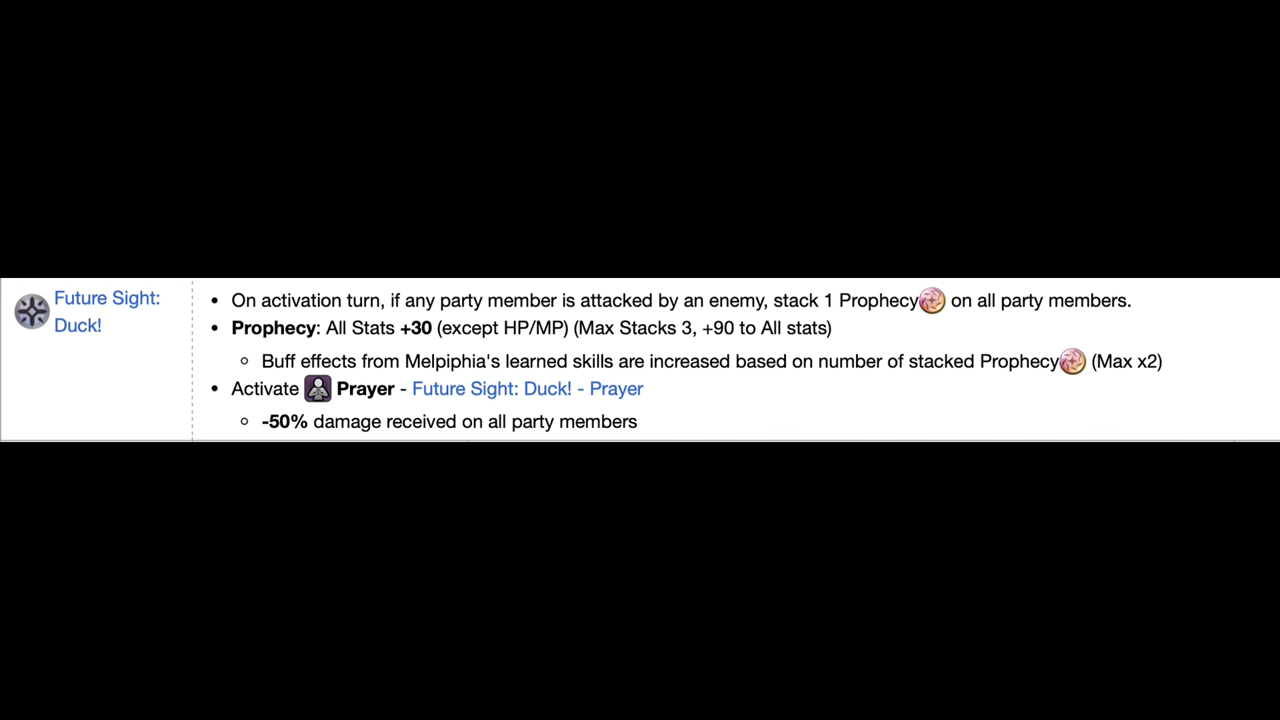 Future Sight:
Duck!
• On activation turn, if any party member is attacked by an enemy, stack 1 Prophecy on all party members.
• Prophecy: All Stats +30 (except HP/MP) (Max Stacks 3, +90 to All stats)
◦ Buff effects from Melpiphia's learned skills are increased based on number of stacked Prophecy (Max x2)
• Activate Prayer - Future Sight: Duck! - Prayer
◦ -50% damage received on all party members